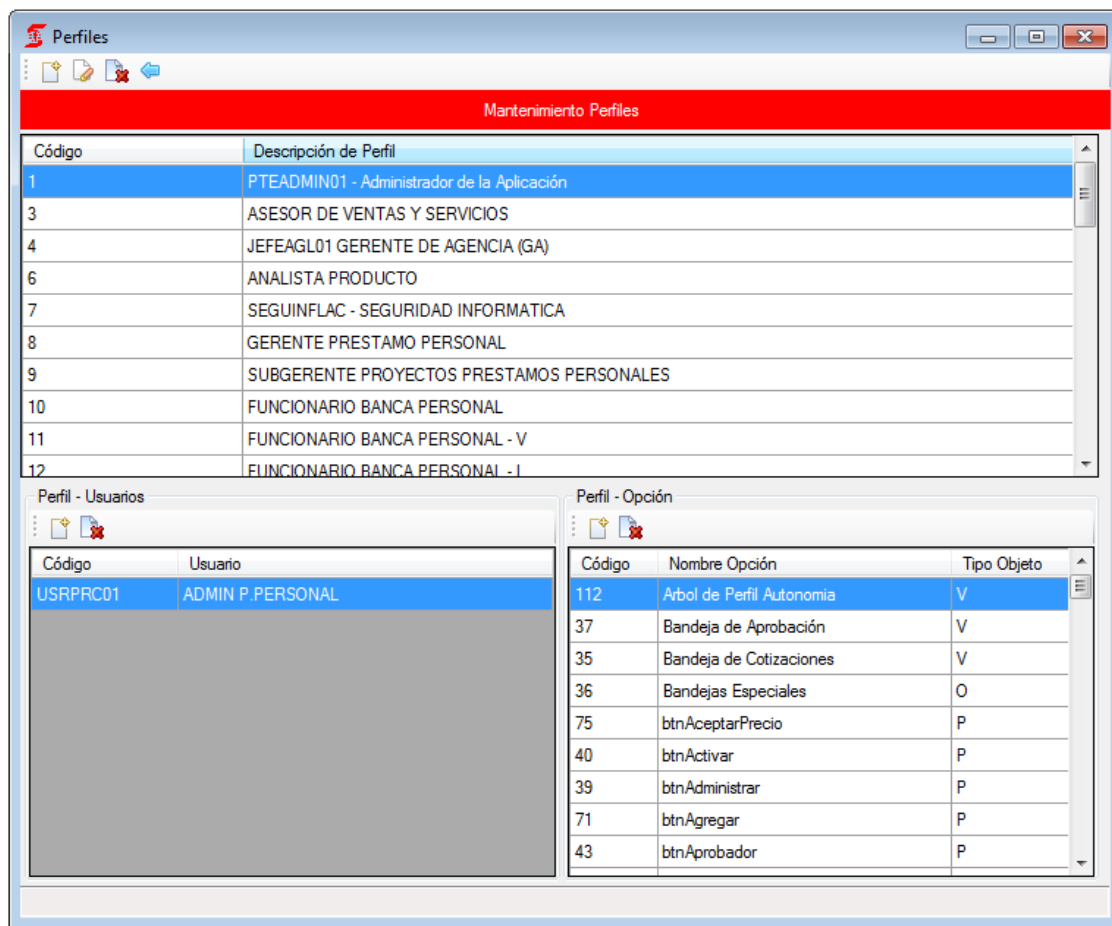 Perfiles
Mantenimiento Perfiles
Código Descripción de Perfil
1 PTEADMIN01 - Administrador de la Aplicación
3 ASESOR DE VENTAS Y SERVICIOS
4 JEFEAGL01 GERENTE DE AGENCIA (GA)
6 ANALISTA PRODUCTO
7 SEGUINFLAC - SEGURIDAD INFORMATICA
8 GERENTE PRESTAMO PERSONAL
9 SUBGERENTE PROYECTOS PRESTAMOS PERSONALES
10 FUNCIONARIO BANCA PERSONAL
11 FUNCIONARIO BANCA PERSONAL - V
12 FUNCIONARIO BANCA PERSONAL - 
Perfil - Usuarios
Código Usuario
USRPRC01 ADMIN P.PERSONAL
Perfil - Opción
Código Nombre Opción Tipo Objeto
112 Arbol de Perfil Autonomia V
37 Bandeja de Aprobación V
35 Bandeja de Cotizaciones V
36 Bandejas Especiales O
75 btnAceptarPrecio P
40 btnActivar P
39 btnAdministrar P
71 btnAgregar P
43 btnAprobador P